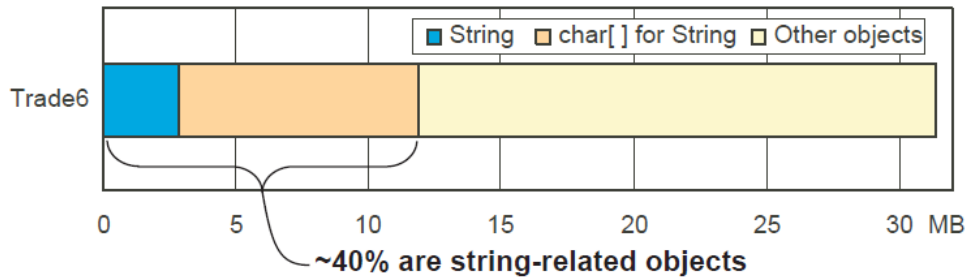 String char[ ] for String Other objects
Trade6
0 5 10 15 20 25 30 MB
~40% are string-related objects